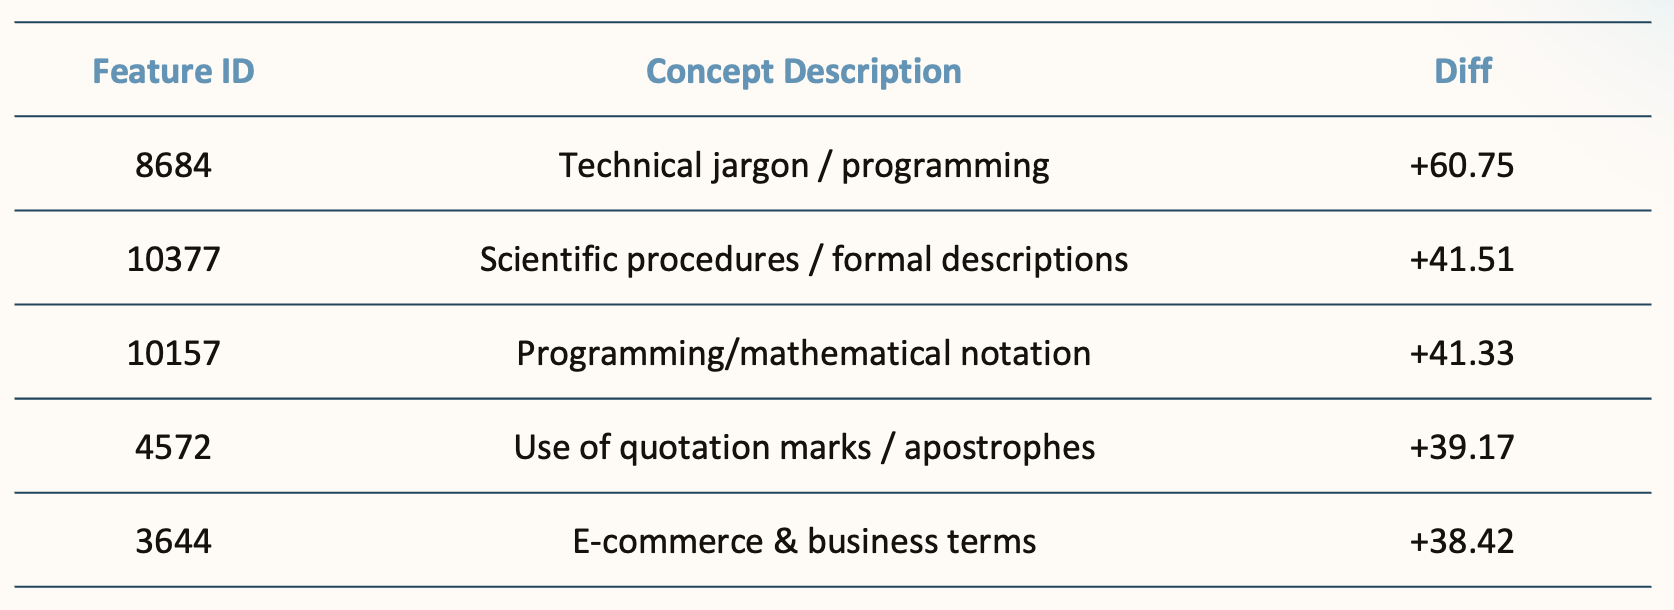 Feature ID Concept Description Diff
8684 Technical jargon / programming +60.75
10377 Scientific procedures / formal descriptions +41.51
10157 Programming/mathematical notation +41.33
4572 Use of quotation marks / apostrophes +39.17
3644 E-commerce & business terms +38.42